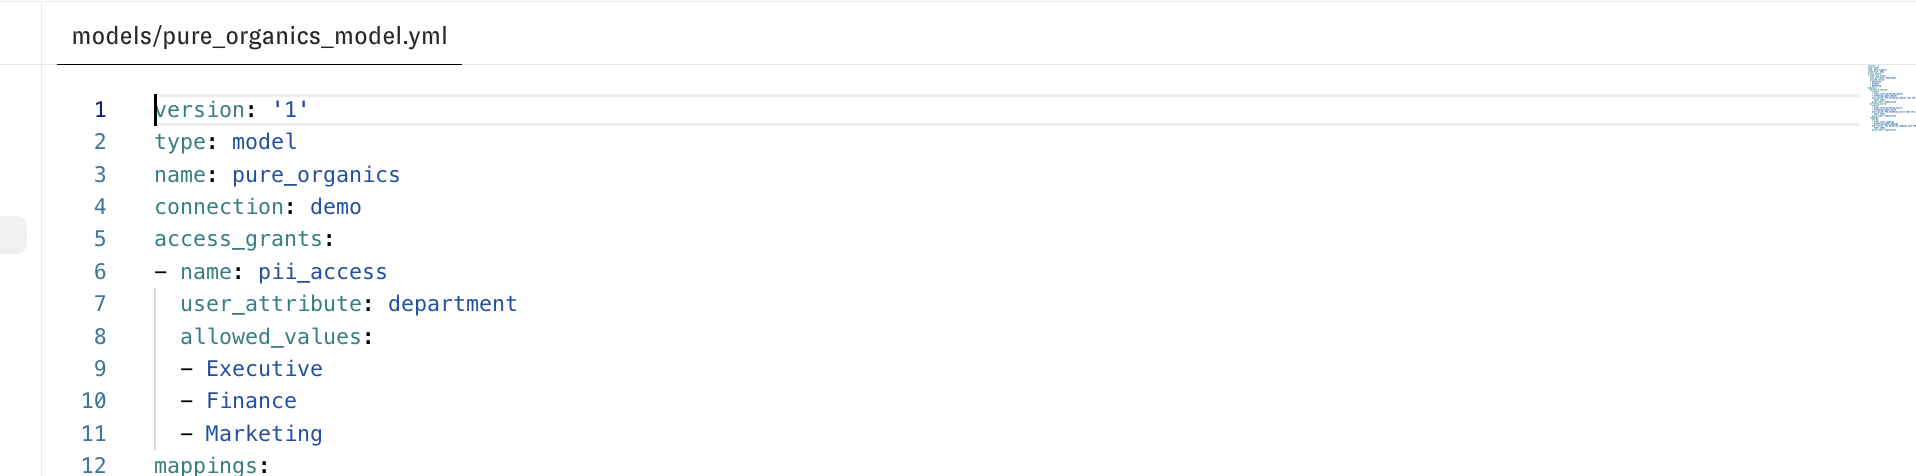 models/pure_organics_model.yml
1 version: '1'
2 type: model
3 name: pure_organics
4 connection: demo
5 access_grants:
6 - name: pii_access
7 user_attribute: department
8 allowed_values:
9 - Executive
10 - Finance
11 - Marketing
12 mappings: